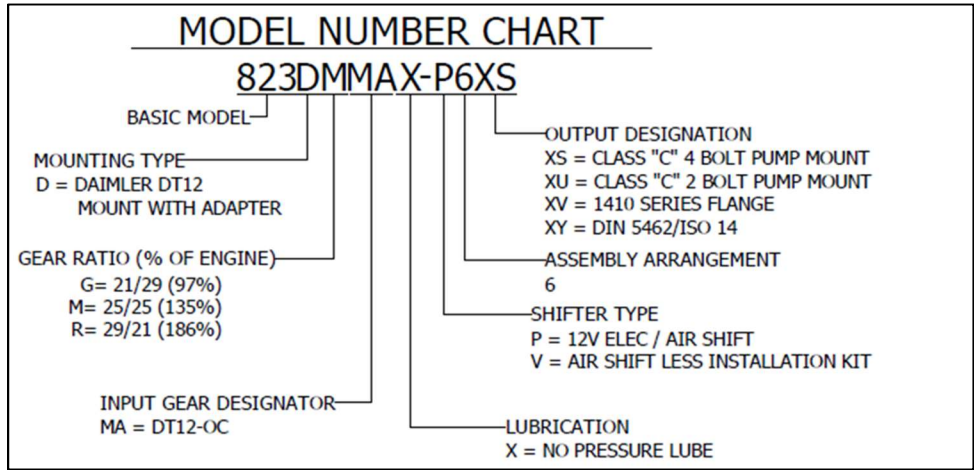 MODEL NUMBER CHART
823DMMAX-P6XS
BASIC MODEL
MOUNTING TYPE
D = DAIMLER DT12
MOUNT WITH ADAPTER
GEAR RATIO (% OF ENGINE)
G= 21/29 (97%)
M= 25/25 (135%)
R= 29/21 (186%)
INPUT GEAR DESIGNATOR
MA = DT12-OC
OUTPUT DESIGNATION
XS = CLASS "C" 4 BOLT PUMP MOUNT
XU = CLASS "C" 2 BOLT PUMP MOUNT
XV = 1410 SERIES FLANGE
XY = DIN 5462/ISO 14
ASSEMBLY ARRANGEMENT
6
SHIFTER TYPE
P = 12V ELEC / AIR SHIFT
V = AIR SHIFT LESS INSTALLATION KIT
LUBRICATION
X = NO PRESSURE LUBE